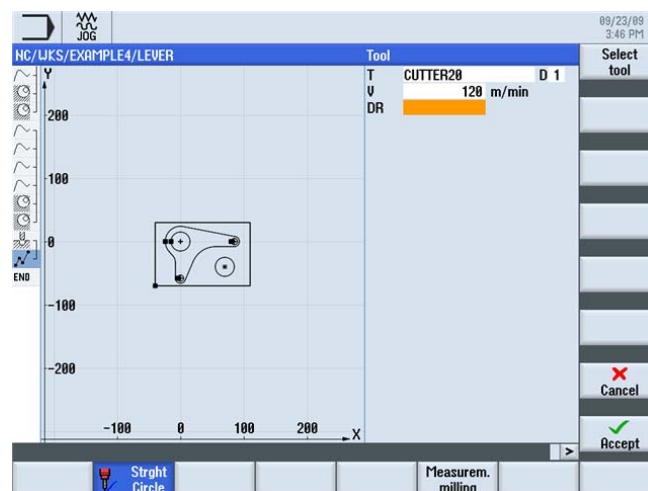 JOG
09/23/09
3:46 PM
NC/WKS/EXAMPLE4/LEVER
Tool
Select
tool
T CUTTER20 D 1
V 120 m/min
DR
Y
200
100
0
-100
-200
-100 0 100 200 X
END
Cancel
Accept
>
Strght
Circle
Measurem.
milling